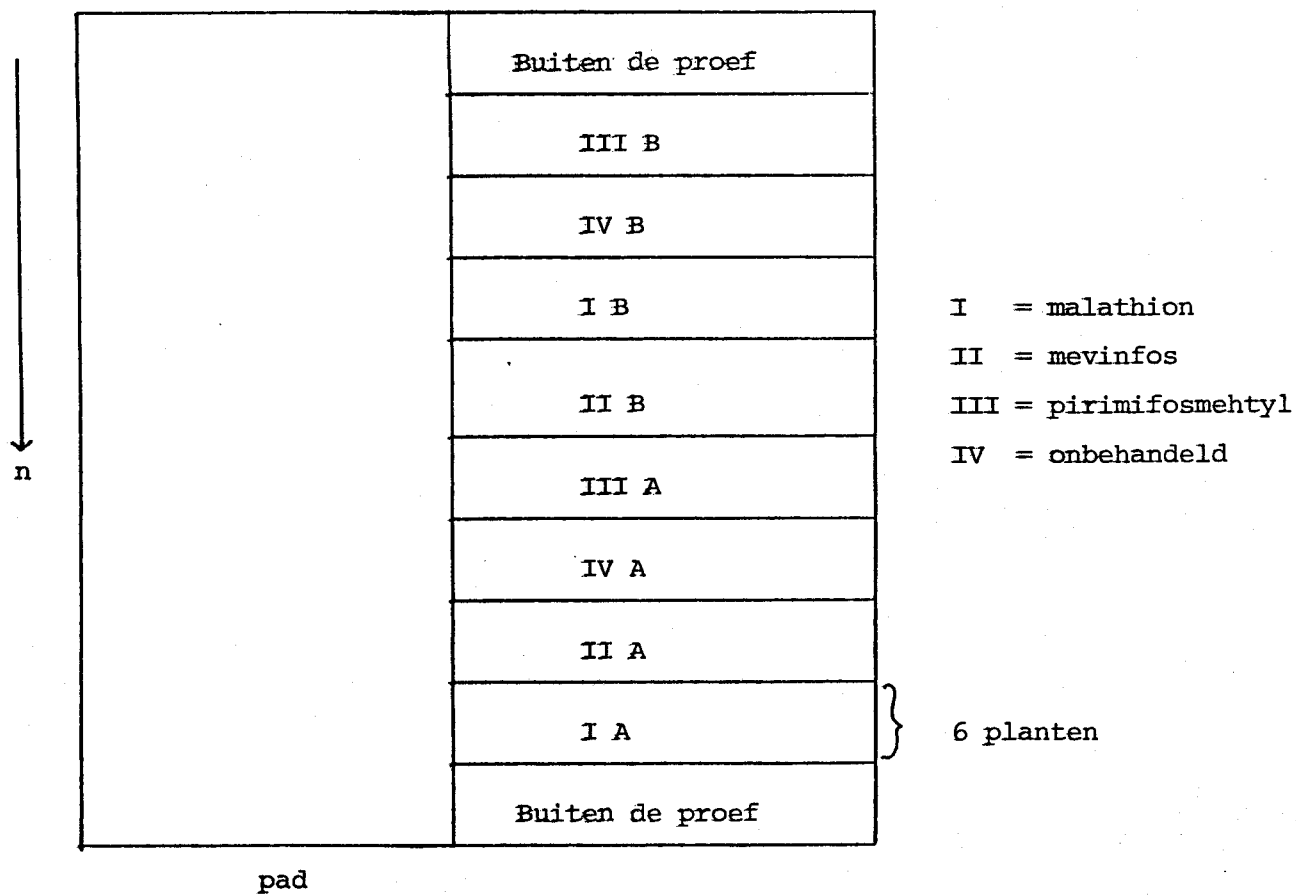 Buiten de proef
III B
IV B
I B
II B
III A
IV A
II A
I A
Buiten de proef
n
pad
I = malathion
II = mevinfos
III = pirimifosmehtyl
IV = onbehandeld
6 planten